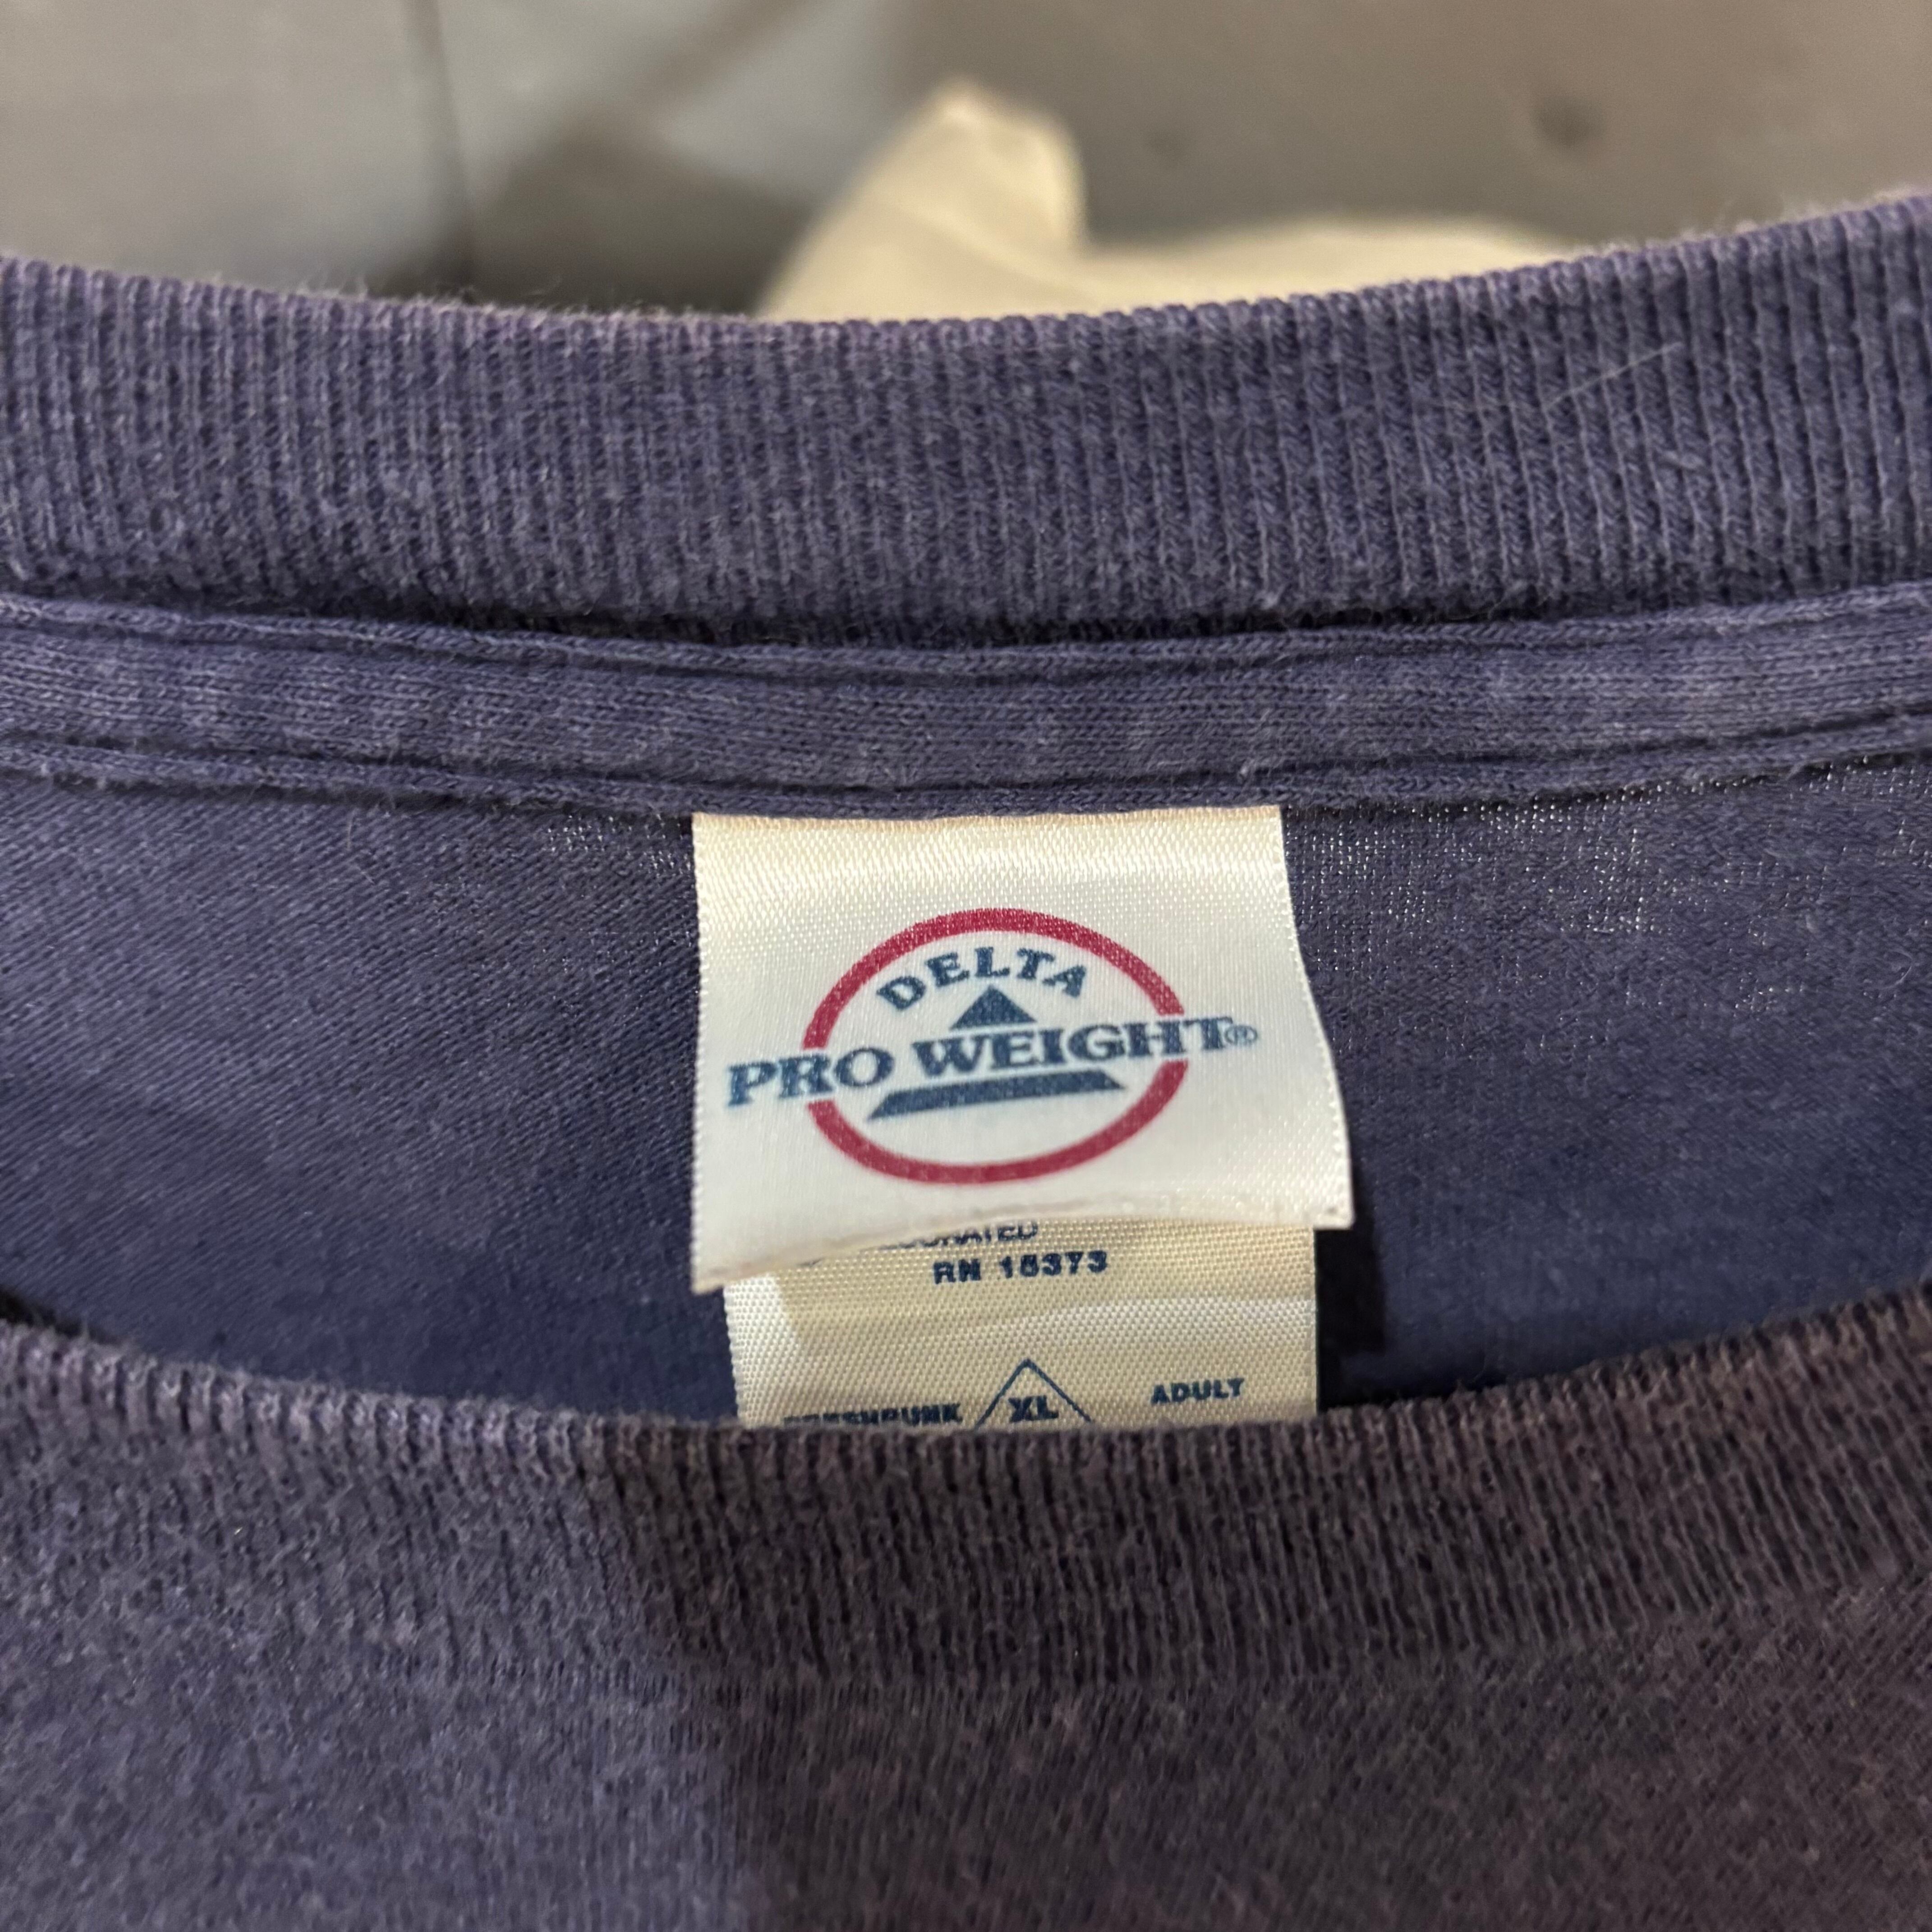 DELTA
PRO WEIGHT®
RN 15373
XL
ADULT